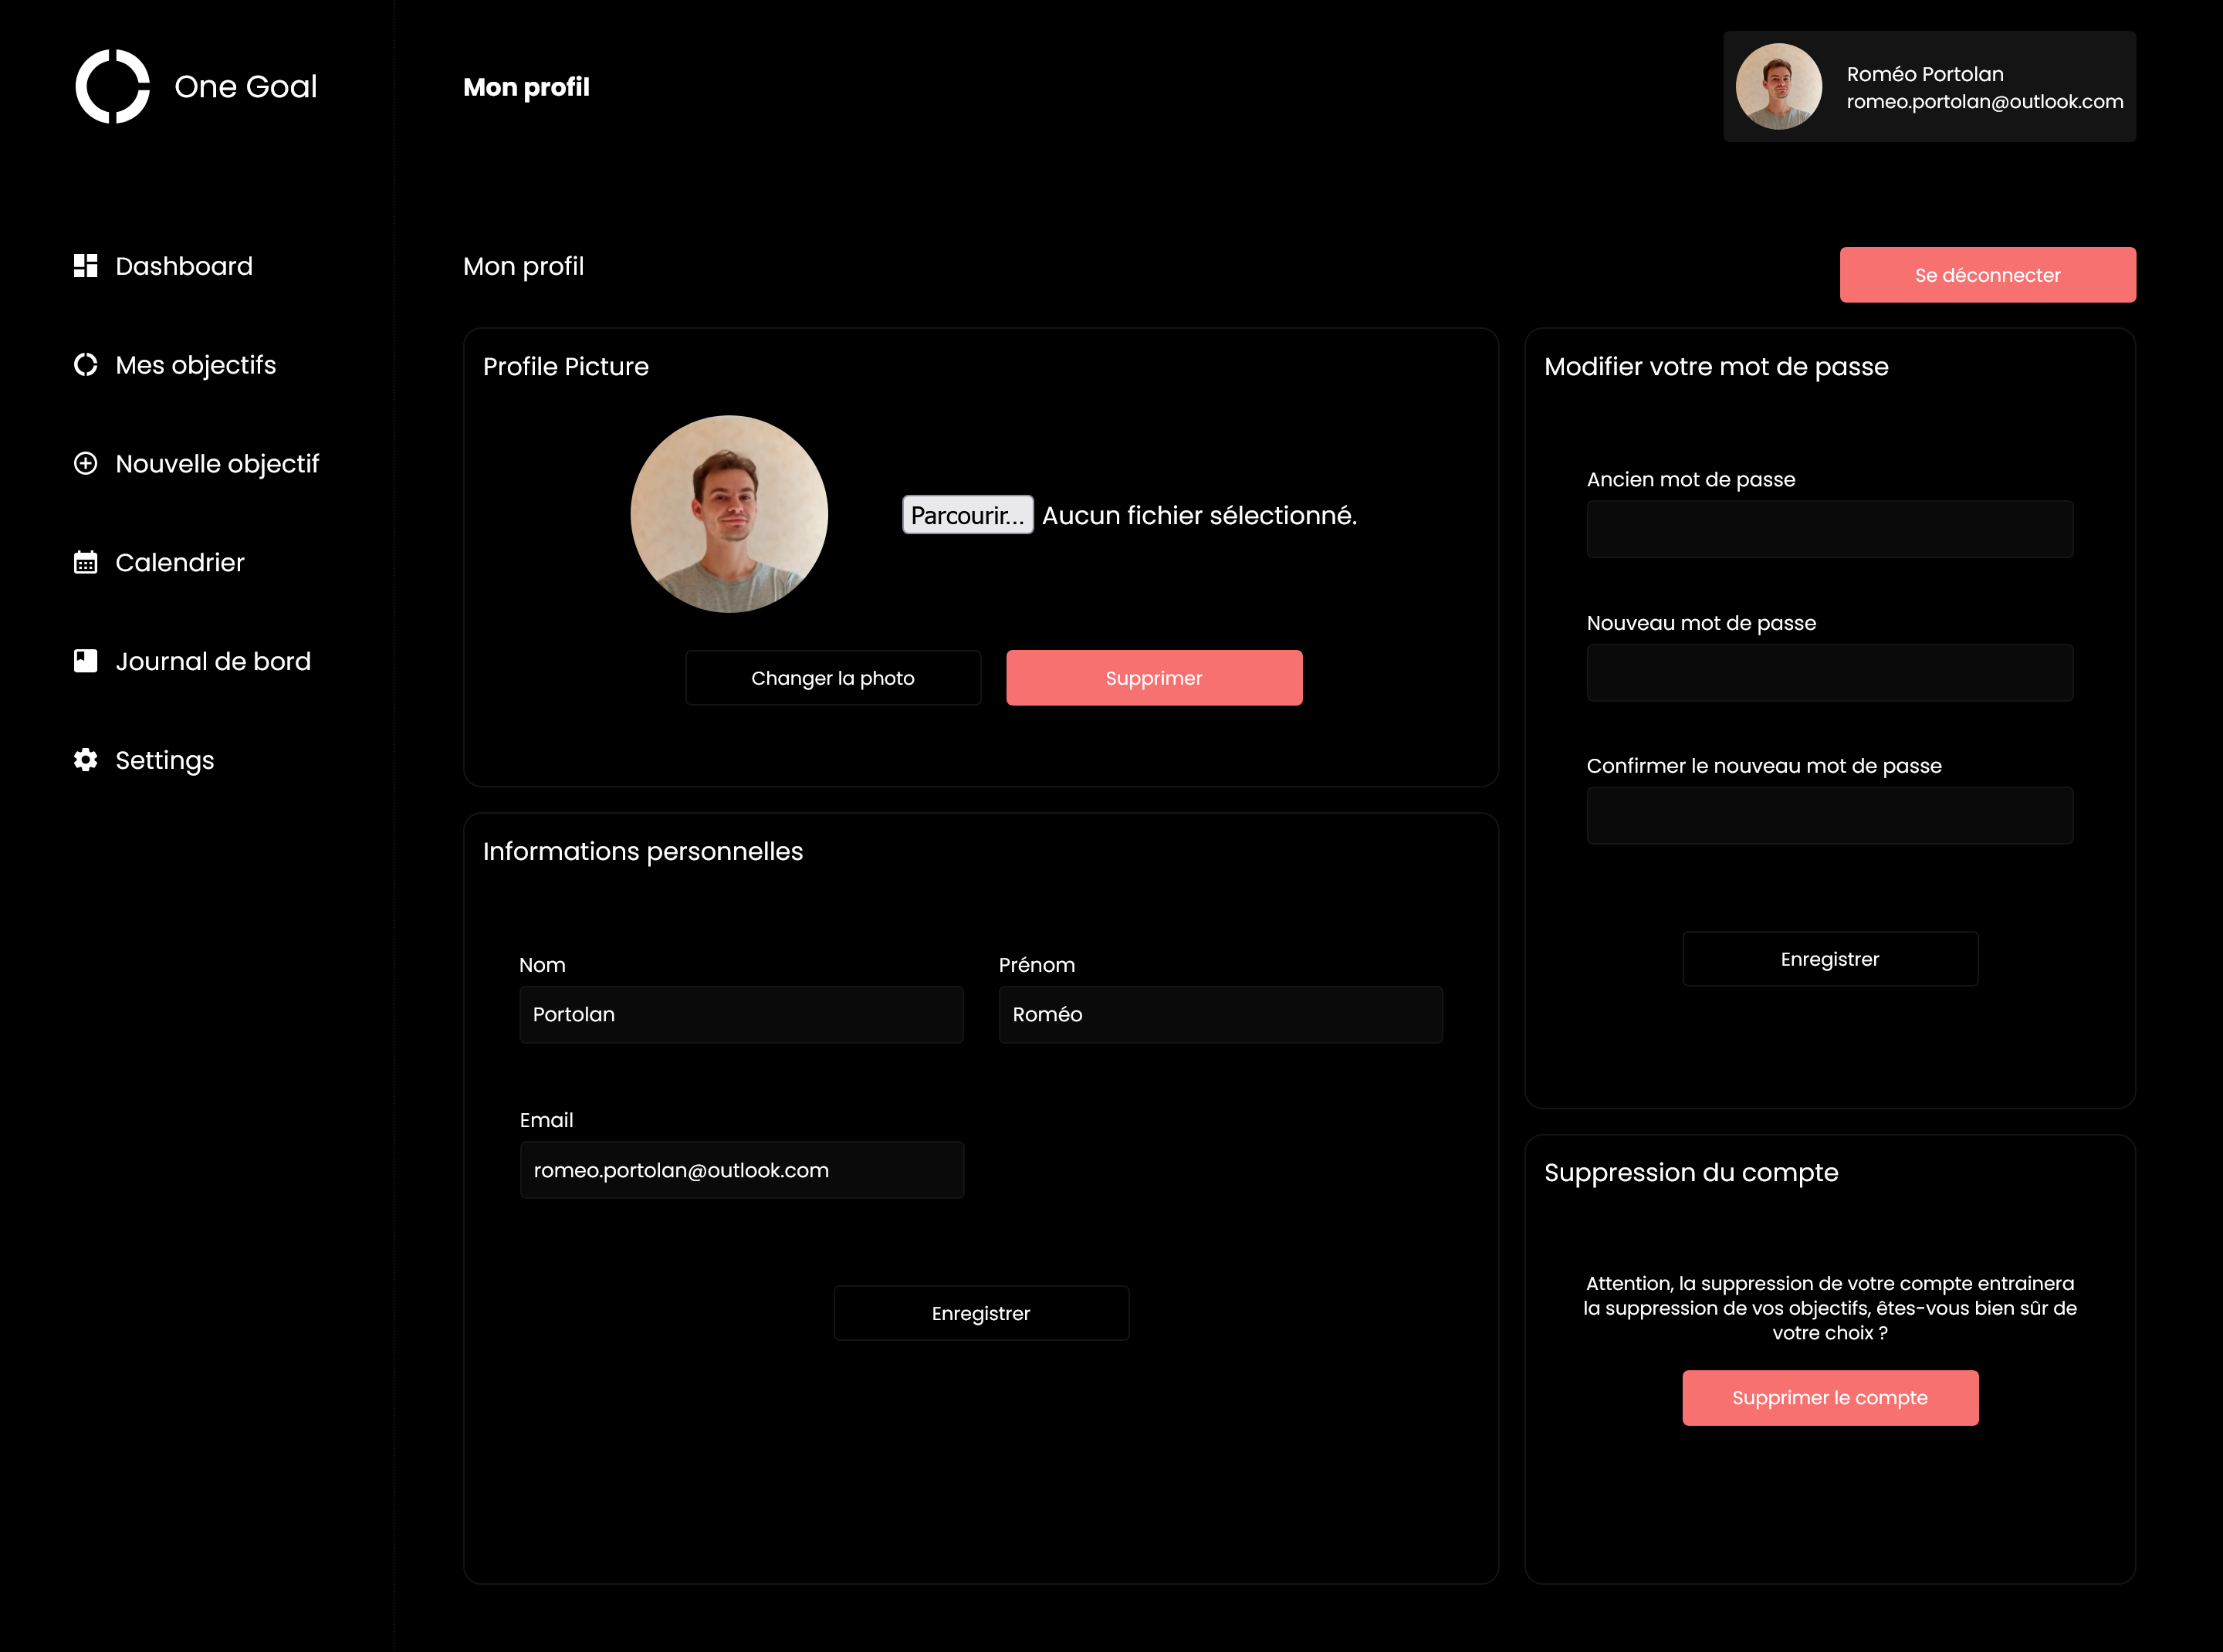 One Goal
Mon profil
Roméo Portolan
romeo.portolan@outlook.com
Dashboard
Mes objectifs
Nouvelle objectif
Calendrier
Journal de bord
Settings
Mon profil
Se déconnecter
Profile Picture
Parcourir... Aucun fichier sélectionné.
Changer la photo
Supprimer
Informations personnelles
Nom
Portolan
Prénom
Roméo
Email
romeo.portolan@outlook.com
Enregistrer
Modifier votre mot de passe
Ancien mot de passe
Nouveau mot de passe
Confirmer le nouveau mot de passe
Enregistrer
Suppression du compte
Attention, la suppression de votre compte entrainera
la suppression de vos objectifs, êtes-vous bien sûr de
votre choix ?
Supprimer le compte